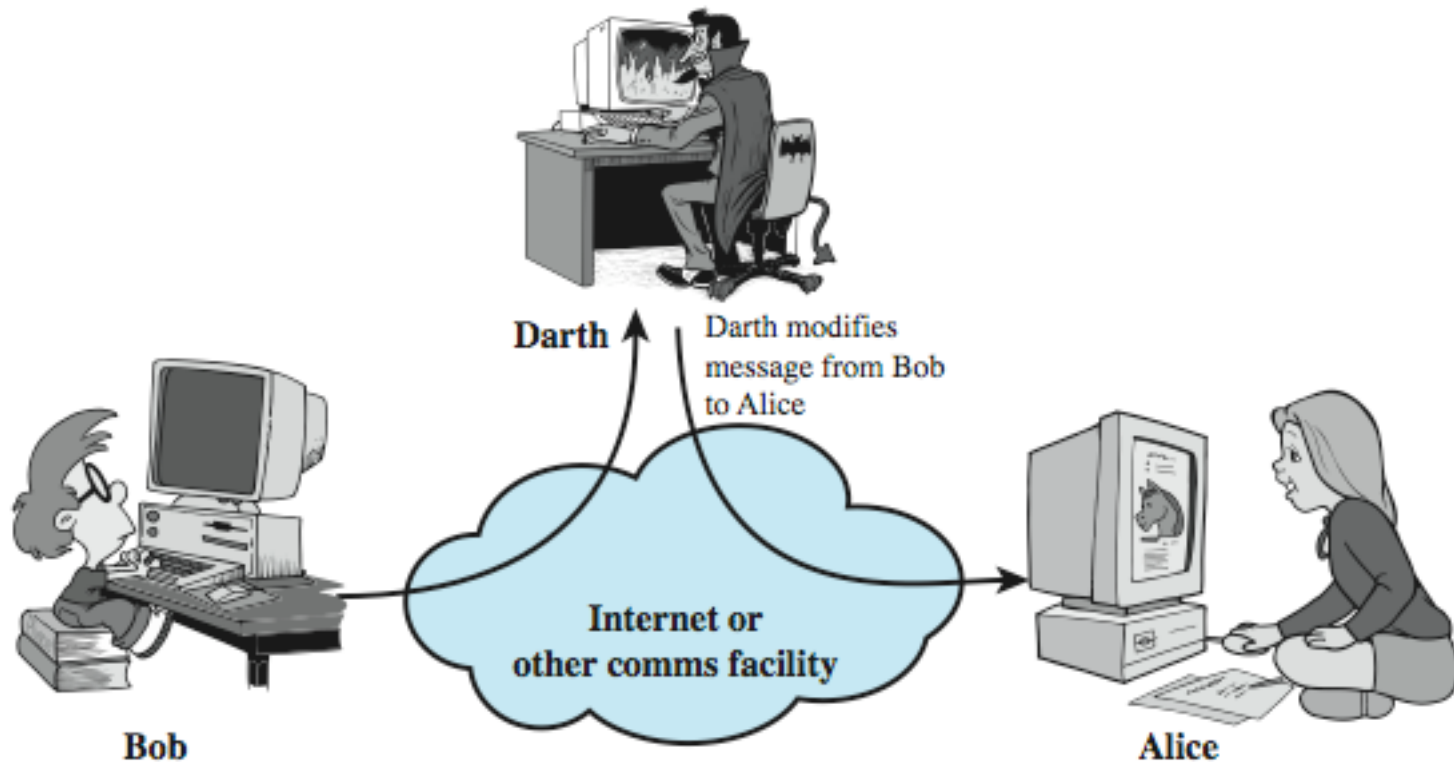 Darth
Darth modifies
message from Bob
to Alice
Internet or
other comms facility
Bob
Alice